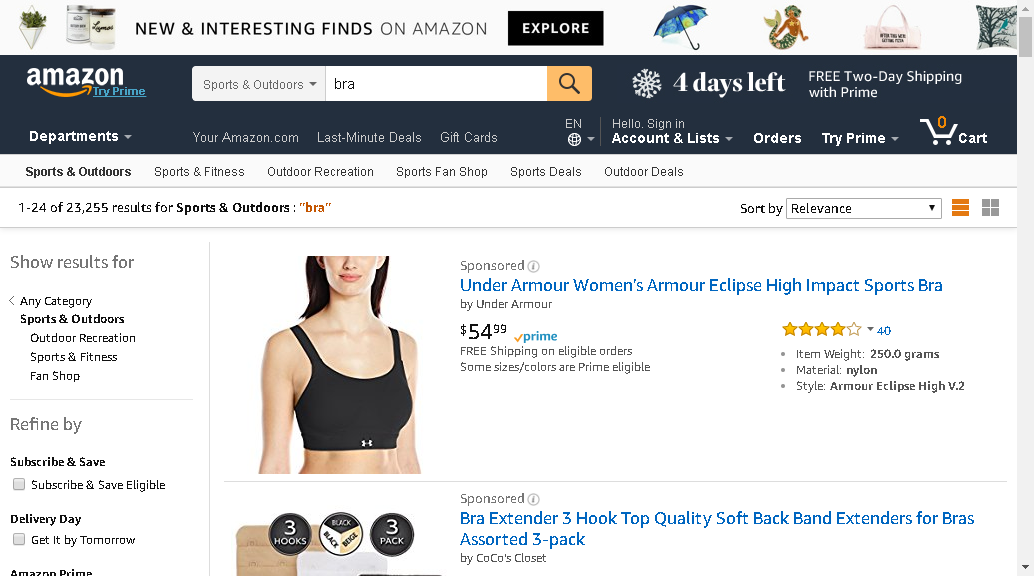 NEW & INTERESTING FINDS ON AMAZON EXPLORE
amazon
Try Prime
Sports & Outdoors bra
4 days left
FREE Two-Day Shipping
with Prime
Departments
Your Amazon.com Last-Minute Deals Gift Cards
EN
Hello. Sign in
Account & Lists
Orders
Try Prime
0
Cart
Sports & Outdoors Sports & Fitness Outdoor Recreation Sports Fan Shop Sports Deals Outdoor Deals
1-24 of 23,255 results for Sports & Outdoors : "bra"
Sort by Relevance
Show results for
Any Category
Sports & Outdoors
Outdoor Recreation
Sports & Fitness
Fan Shop
Refine by
Subscribe & Save
Subscribe & Save Eligible
Delivery Day
Get It by Tomorrow
Amazon Prime
Sponsored
Under Armour Women's Armour Eclipse High Impact Sports Bra
by Under Armour
$54.99 prime
FREE Shipping on eligible orders
Some sizes/colors are Prime eligible
40
Item Weight: 250.0 grams
Material: nylon
Style: Armour Eclipse High V.2
3
HOOKS
BLACK
BLACK/BEIGE
BEIGE
3
PACK
Sponsored
Bra Extender 3 Hook Top Quality Soft Back Band Extenders for Bras
Assorted 3-pack
by CoCo's Closet